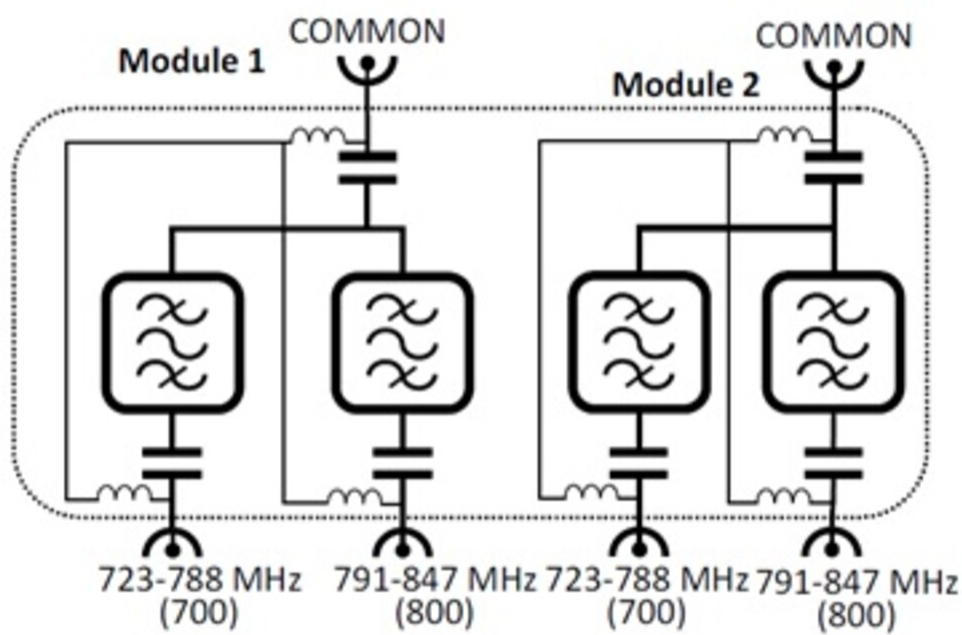 COMMON
Module 1
COMMON
Module 2
723-788 MHz
(700)
791-847 MHz
(800)
723-788 MHz
(700)
791-847 MHz
(800)